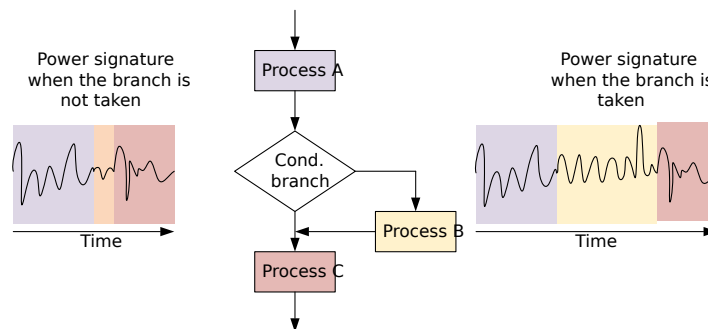 Power signature
when the branch is
not taken
Time
Process A
Cond.
branch
Process B
Process C
Power signature
when the branch is
taken
Time